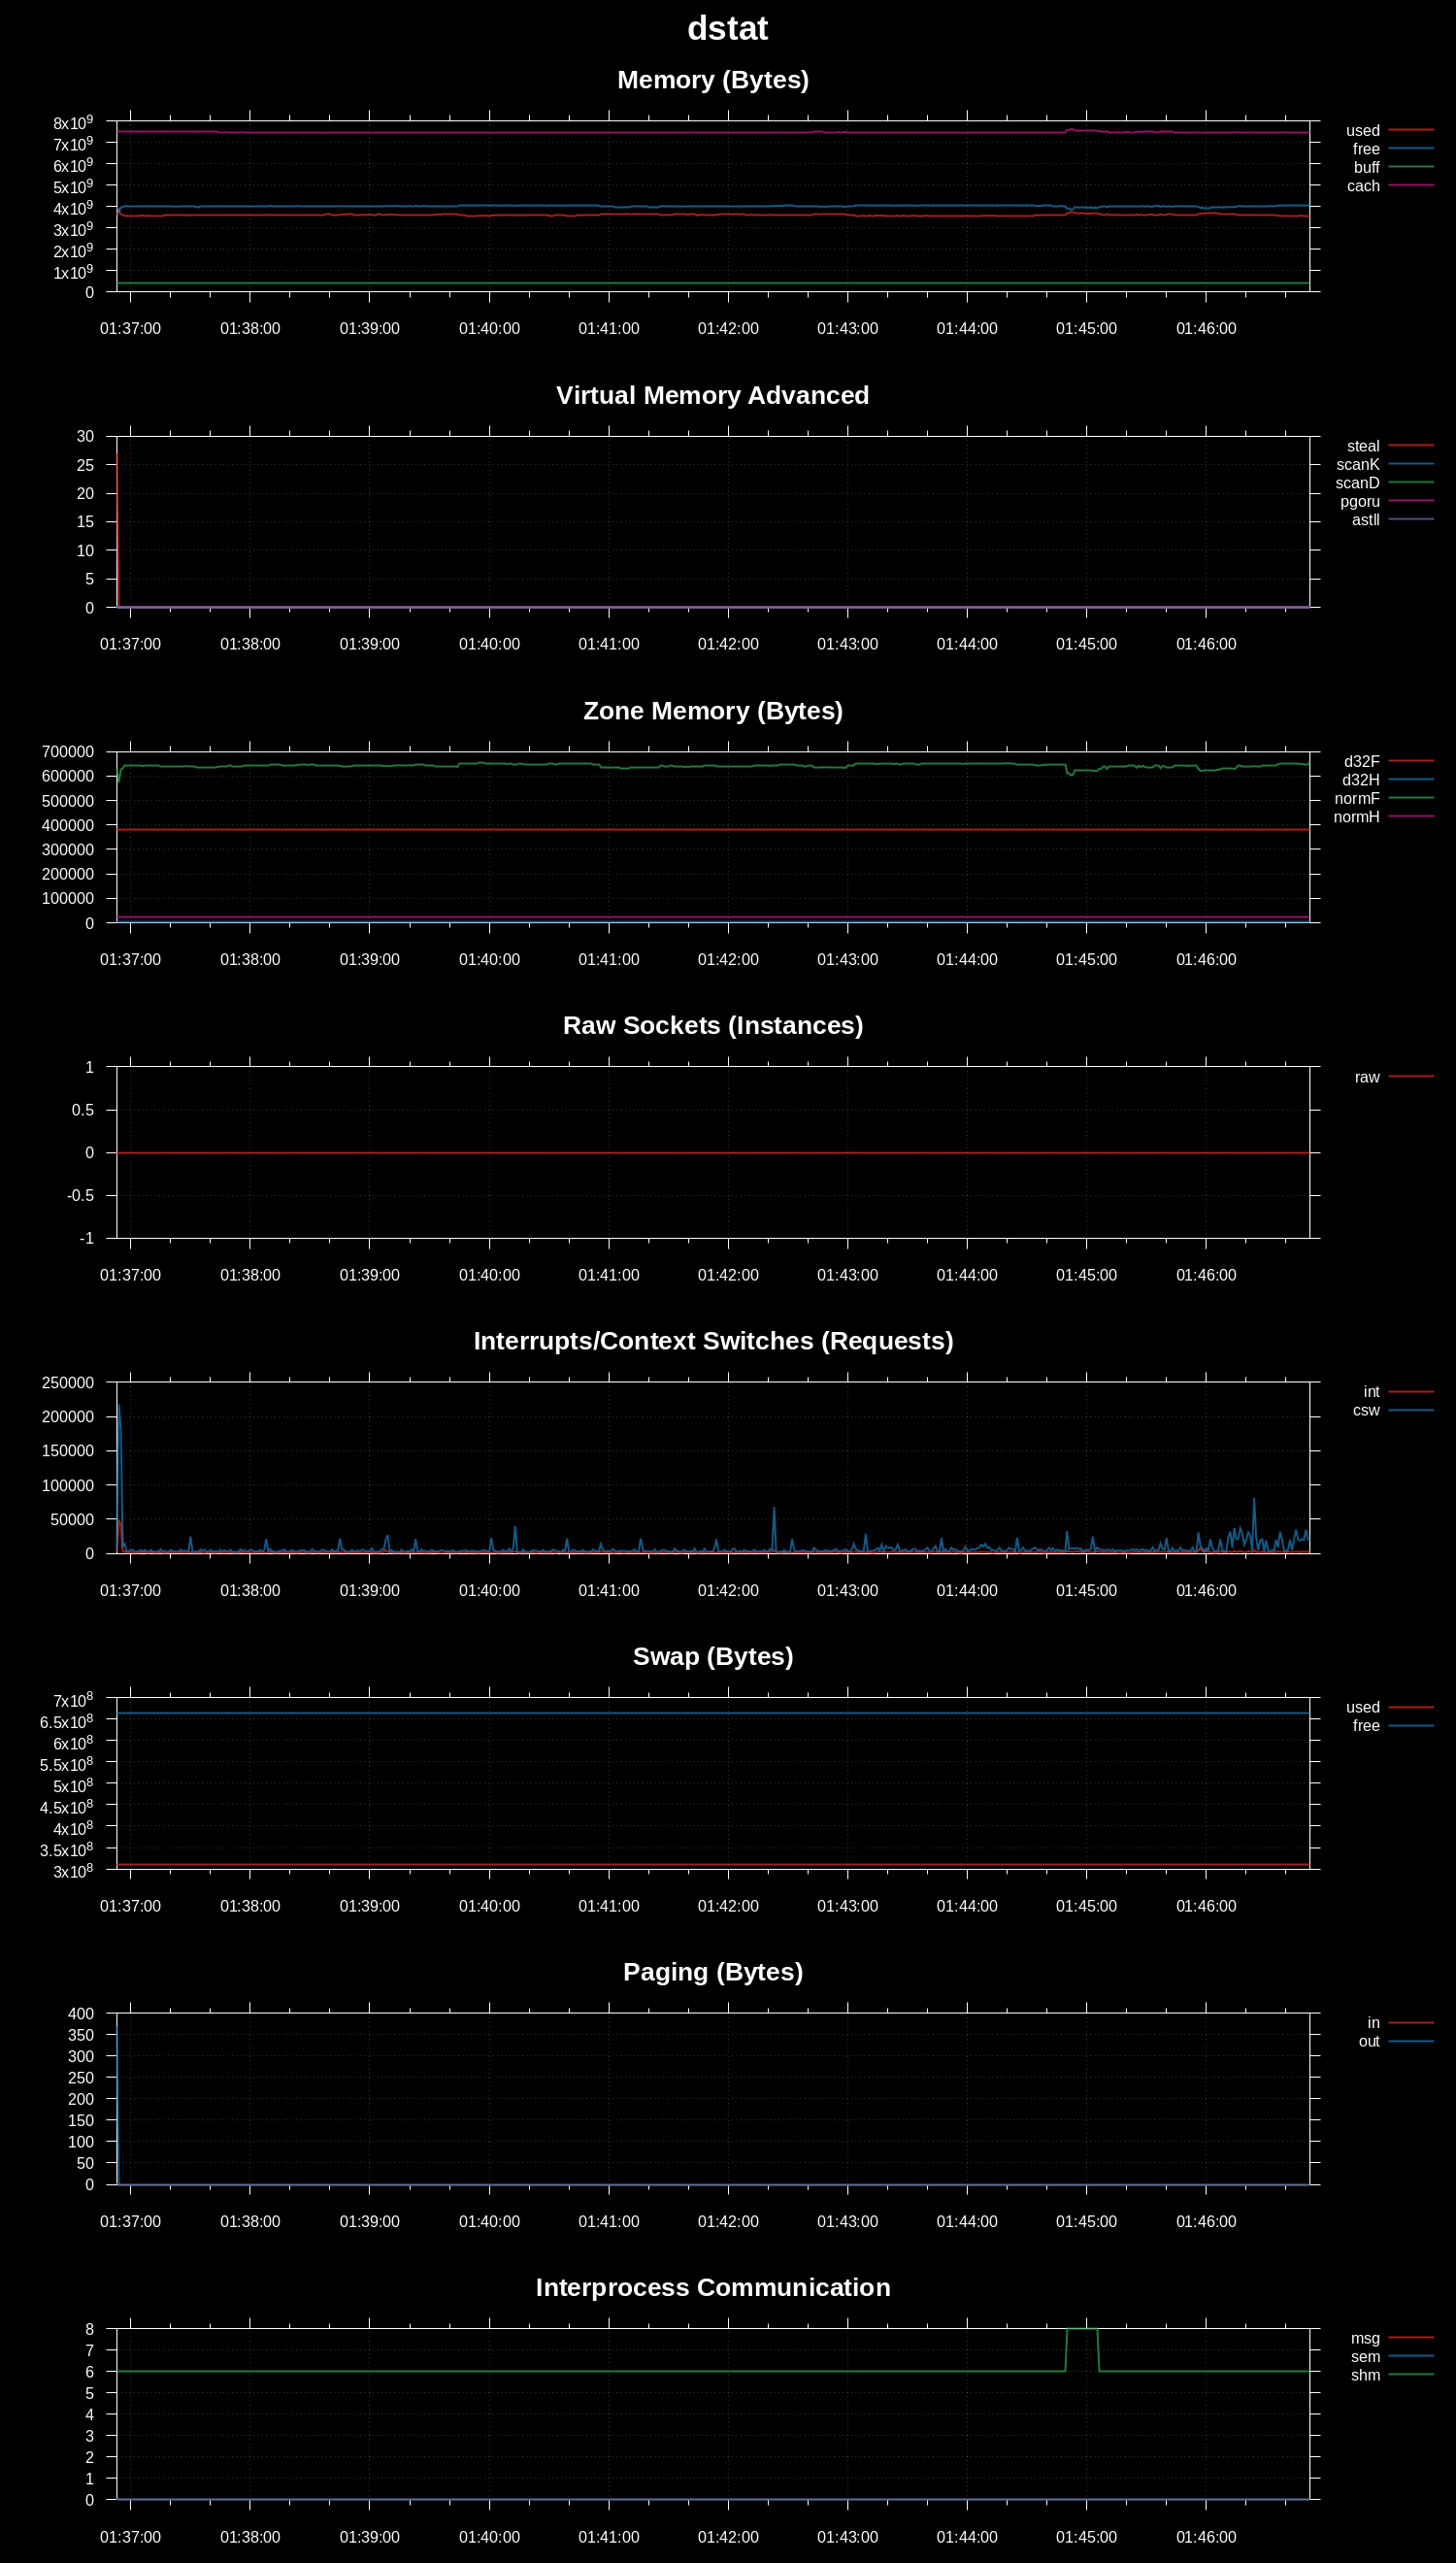 dstat
Memory (Bytes)
8x10⁹
7x10⁹
6x10⁹
5x10⁹
4x10⁹
3x10⁹
2x10⁹
1x10⁹
0
used
free
buff
cach
01:37:00 01:38:00 01:39:00 01:40:00 01:41:00 01:42:00 01:43:00 01:44:00 01:45:00 01:46:00
Virtual Memory Advanced
30
25
20
15
10
5
0
steal
scanK
scanD
pgoru
astll
01:37:00 01:38:00 01:39:00 01:40:00 01:41:00 01:42:00 01:43:00 01:44:00 01:45:00 01:46:00
Zone Memory (Bytes)
700000
600000
500000
400000
300000
200000
100000
0
d32F
d32H
normF
normH
01:37:00 01:38:00 01:39:00 01:40:00 01:41:00 01:42:00 01:43:00 01:44:00 01:45:00 01:46:00
Raw Sockets (Instances)
1
0.5
0
-0.5
-1
raw
01:37:00 01:38:00 01:39:00 01:40:00 01:41:00 01:42:00 01:43:00 01:44:00 01:45:00 01:46:00
Interrupts/Context Switches (Requests)
250000
200000
150000
100000
50000
0
int
csw
01:37:00 01:38:00 01:39:00 01:40:00 01:41:00 01:42:00 01:43:00 01:44:00 01:45:00 01:46:00
Swap (Bytes)
7x10⁸
6.5x10⁸
6x10⁸
5.5x10⁸
5x10⁸
4.5x10⁸
4x10⁸
3.5x10⁸
3x10⁸
used
free
01:37:00 01:38:00 01:39:00 01:40:00 01:41:00 01:42:00 01:43:00 01:44:00 01:45:00 01:46:00
Paging (Bytes)
400
350
300
250
200
150
100
50
0
in
out
01:37:00 01:38:00 01:39:00 01:40:00 01:41:00 01:42:00 01:43:00 01:44:00 01:45:00 01:46:00
Interprocess Communication
8
7
6
5
4
3
2
1
0
msg
sem
shm
01:37:00 01:38:00 01:39:00 01:40:00 01:41:00 01:42:00 01:43:00 01:44:00 01:45:00 01:46:00